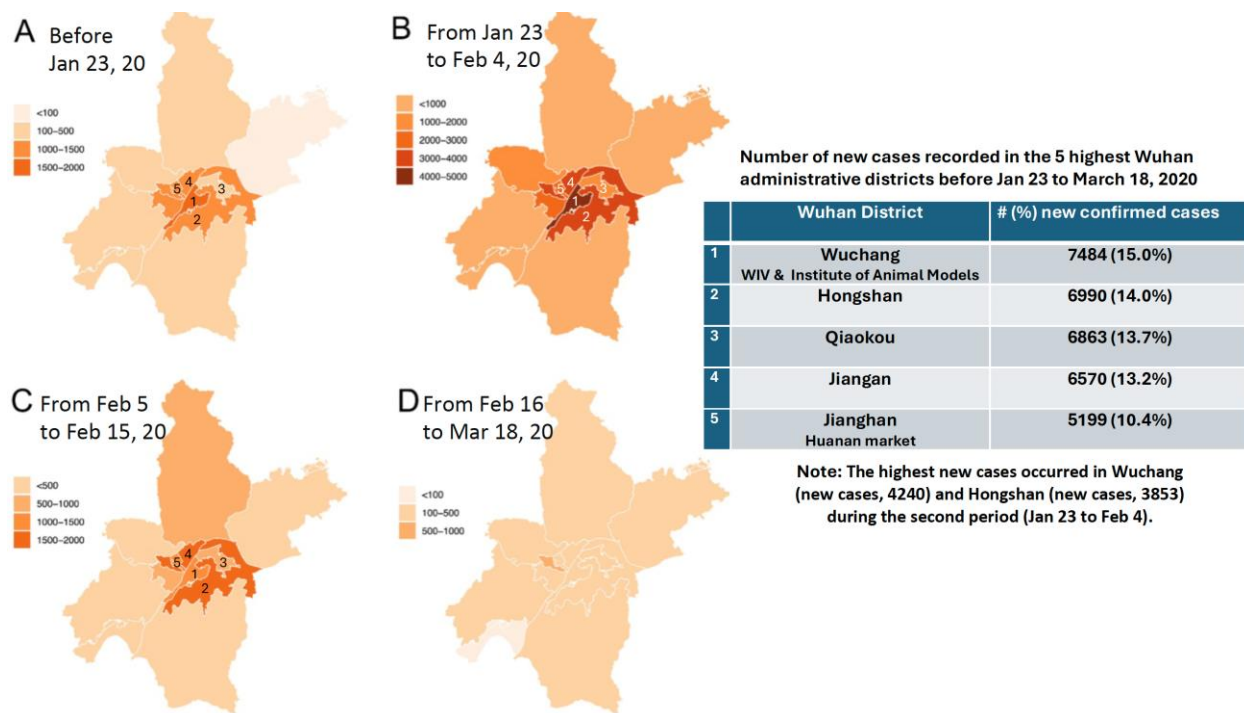 A Before
Jan 23, 20
<100
100–500
1000–1500
1500–2000
4
5
3
1
2
B From Jan 23
to Feb 4, 20
<1000
1000–2000
2000–3000
3000–4000
4000–5000
4
5
3
1
2
C From Feb 5
to Feb 15, 20
<500
500–1000
1000–1500
1500–2000
4
5
3
1
2
D From Feb 16
to Mar 18, 20
<100
100–500
500–1000
Number of new cases recorded in the 5 highest Wuhan
administrative districts before Jan 23 to March 18, 2020
Wuhan District # (%) new confirmed cases
1 Wuchang 7484 (15.0%)
WIV & Institute of Animal Models
2 Hongshan 6990 (14.0%)
3 Qiaokou 6863 (13.7%)
4 Jiangan 6570 (13.2%)
5 Jianghan 5199 (10.4%)
Huanan market
Note: The highest new cases occurred in Wuchang
(new cases, 4240) and Hongshan (new cases, 3853)
during the second period (Jan 23 to Feb 4).